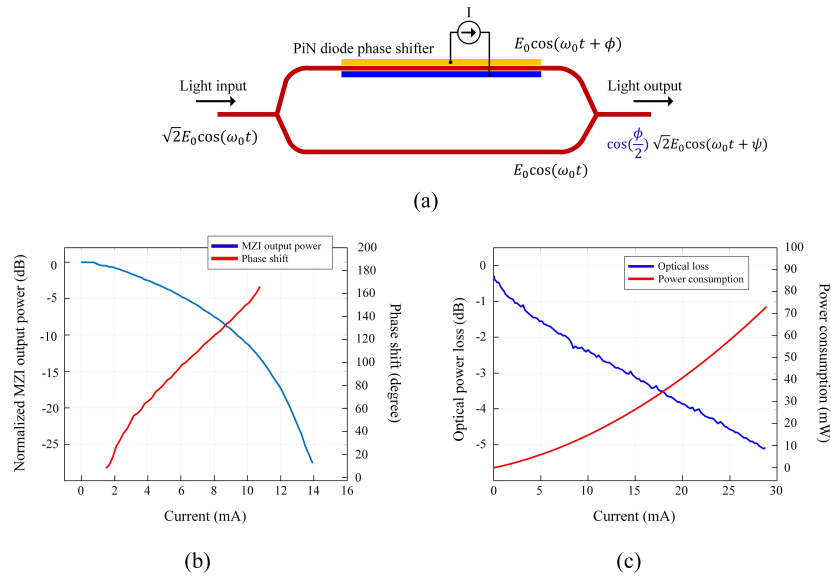 I
PiN diode phase shifter
E₀cos(ω₀t + ϕ)
Light input
Light output
√2E₀cos(ω₀t)
cos(ϕ/2) √2E₀cos(ω₀t + ψ)
E₀cos(ω₀t)
(a)
MZI output power
Phase shift
Normalized MZI output power (dB)
0
-5
-10
-15
-20
-25
200
180
160
140
120
100
80
60
40
20
0
Phase shift (degree)
0
2
4
6
8
10
12
14
16
Current (mA)
(b)
Optical loss
Power consumption
Optical power loss (dB)
0
-1
-2
-3
-4
-5
100
90
80
70
60
50
40
30
20
10
0
Power consumption (mW)
0
5
10
15
20
25
30
Current (mA)
(c)